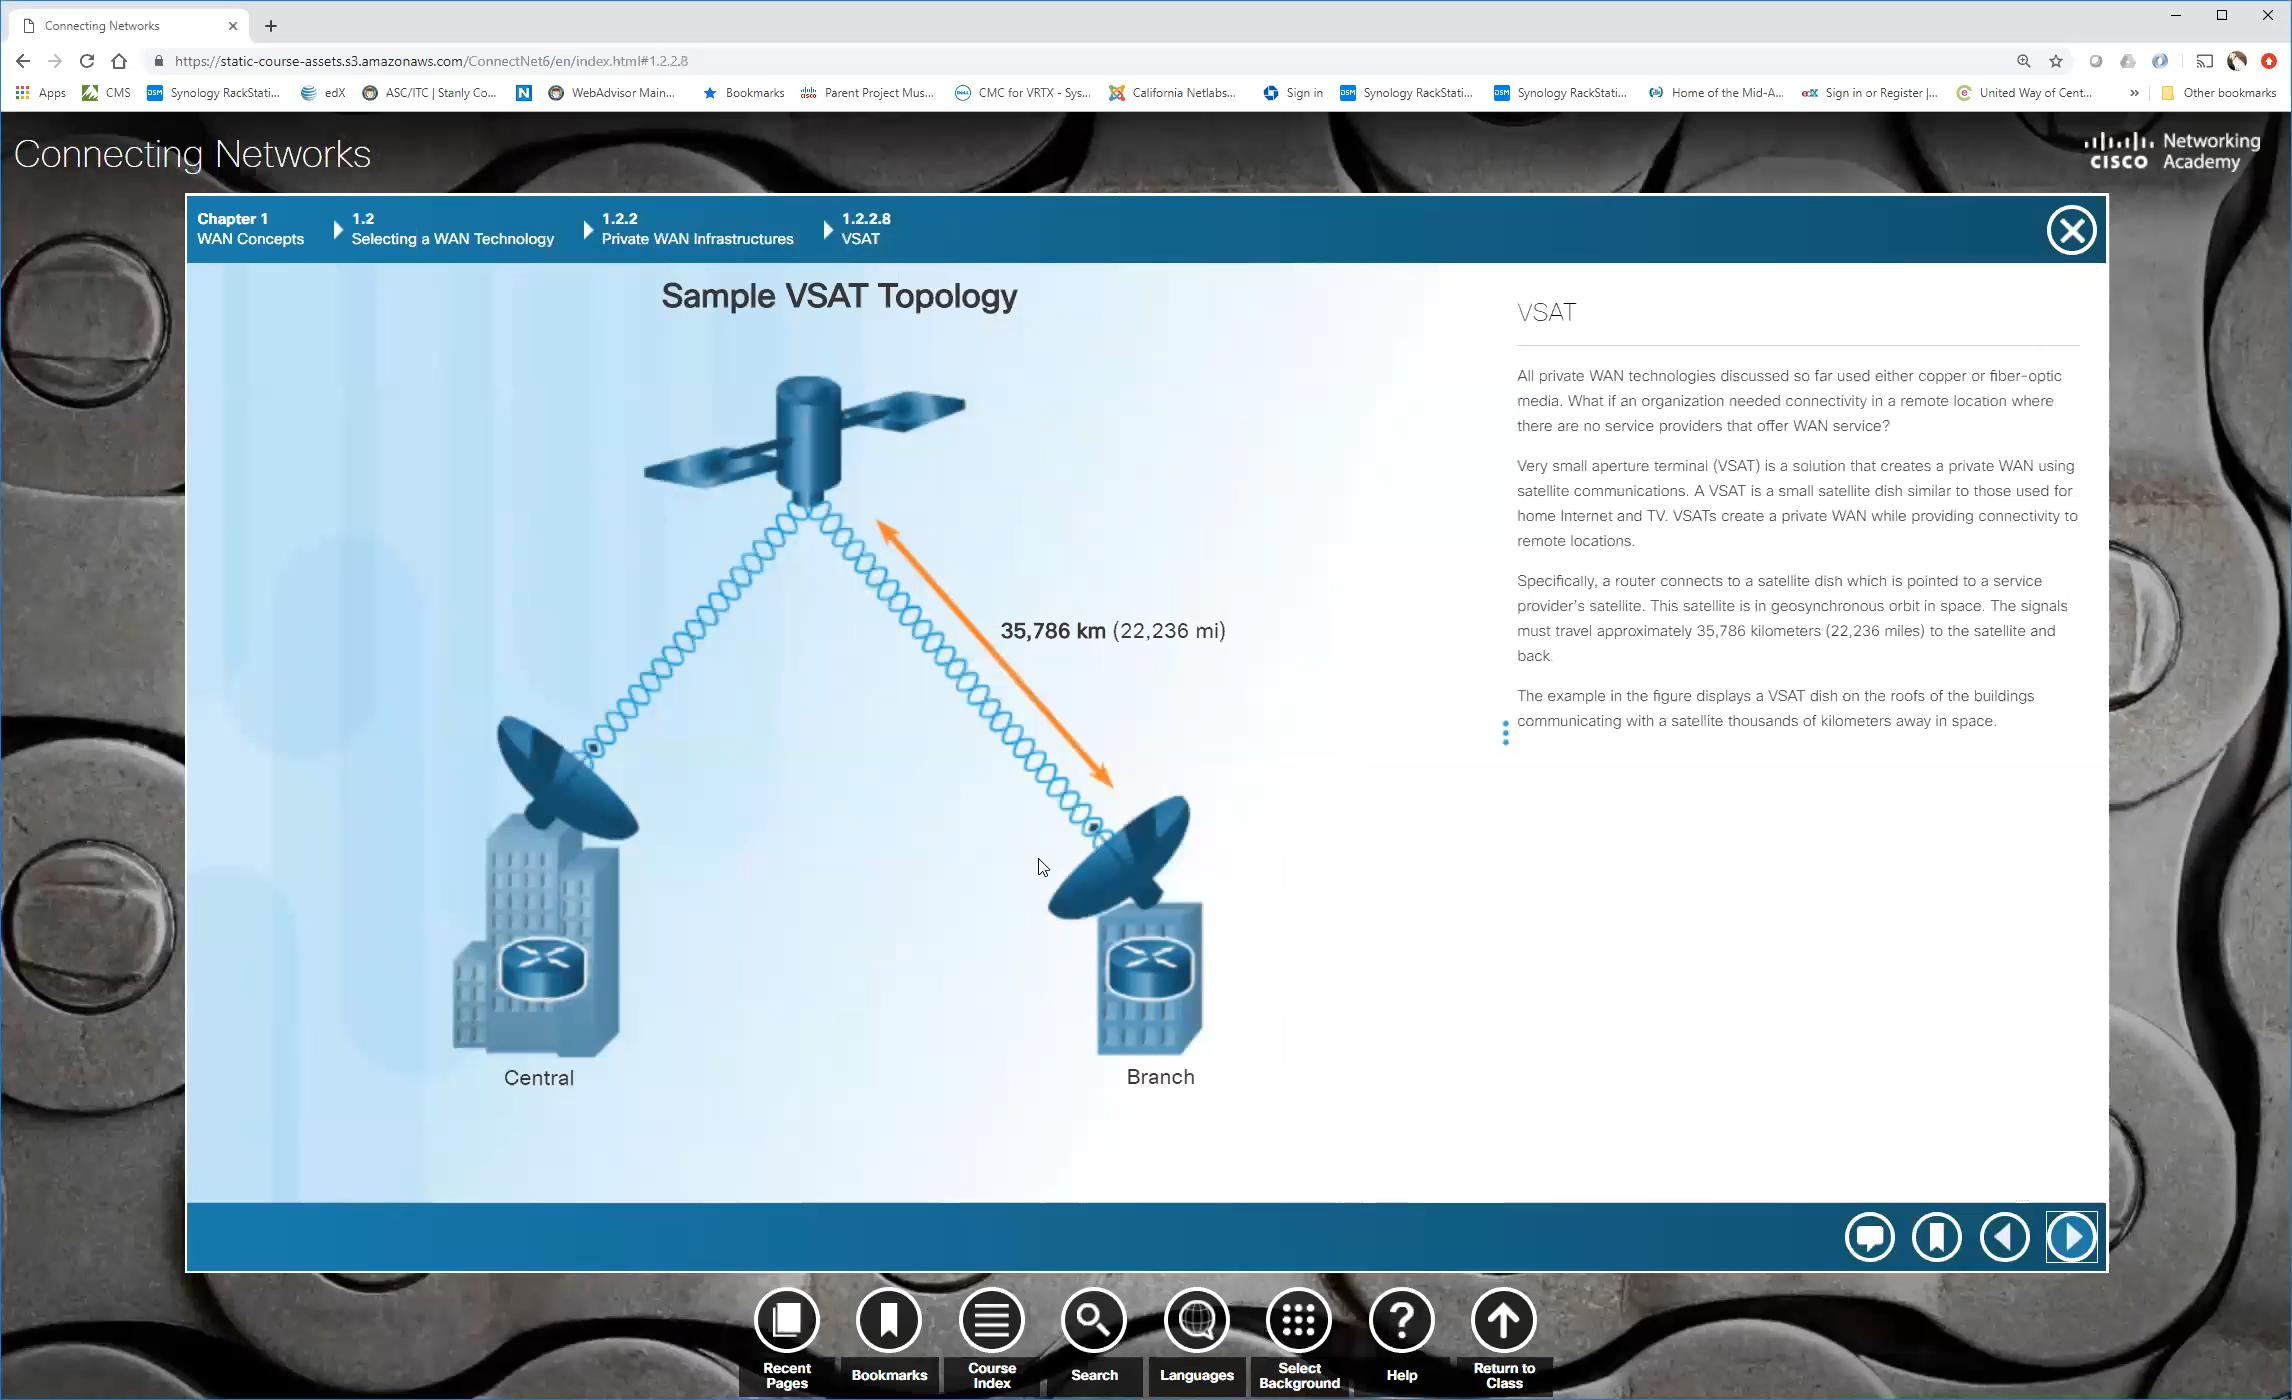 Connecting Networks
https://static-course-assets.s3.amazonaws.com/ConnectNet6/en/index.html#1.2.2.8
Apps CMS DSM Synology RackStati... edX ASC/ITC | Stanly Co... N WebAdvisor Main... Bookmarks Parent Project Mus... CMC for VRTX - Sys... California Netlabs... Sign in DSM Synology RackStati... DSM Synology RackStati... Home of the Mid-A... edX Sign in or Register |... United Way of Cent... » Other bookmarks
Connecting Networks
CISCO Networking Academy
Chapter 1
WAN Concepts
1.2
Selecting a WAN Technology
1.2.2
Private WAN Infrastructures
1.2.2.8
VSAT
Sample VSAT Topology
35,786 km (22,236 mi)
Central
Branch
VSAT
All private WAN technologies discussed so far used either copper or fiber-optic
media. What if an organization needed connectivity in a remote location where
there are no service providers that offer WAN service?
Very small aperture terminal (VSAT) is a solution that creates a private WAN using
satellite communications. A VSAT is a small satellite dish similar to those used for
home Internet and TV. VSATs create a private WAN while providing connectivity to
remote locations.
Specifically, a router connects to a satellite dish which is pointed to a service
provider's satellite. This satellite is in geosynchronous orbit in space. The signals
must travel approximately 35,786 kilometers (22,236 miles) to the satellite and
back.
The example in the figure displays a VSAT dish on the roofs of the buildings
communicating with a satellite thousands of kilometers away in space.
Recent Pages
Bookmarks
Course Index
Search
Languages
Select Background
Help
Return to Class